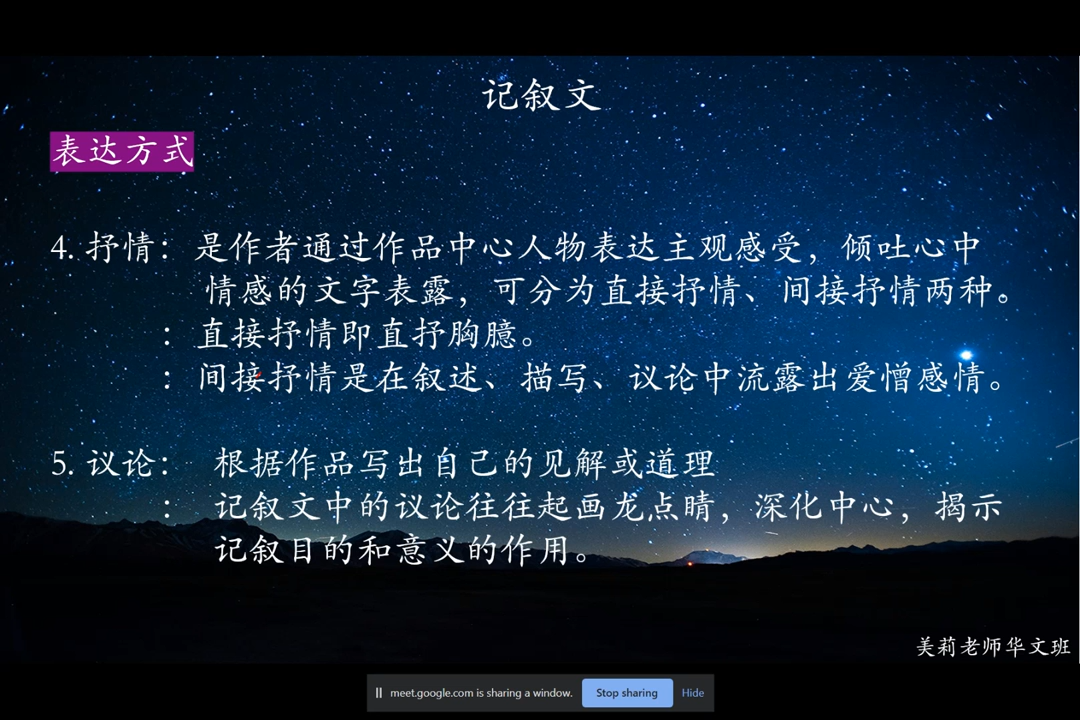 记叙文
表达方式
4. 抒情： 是作者通过作品中心人物表达主观感受，倾吐心中
情感的文字表露，可分为直接抒情、间接抒情两种。
： 直接抒情即直抒胸臆。
： 间接抒情是在叙述、描写、议论中流露出爱憎感情。
5. 议论： 根据作品写出自己的见解或道理
： 记叙文中的议论往往起画龙点睛，深化中心，揭示
记叙目的和意义的作用。
美莉老师华文班
meet.google.com is sharing a window. Stop sharing Hide